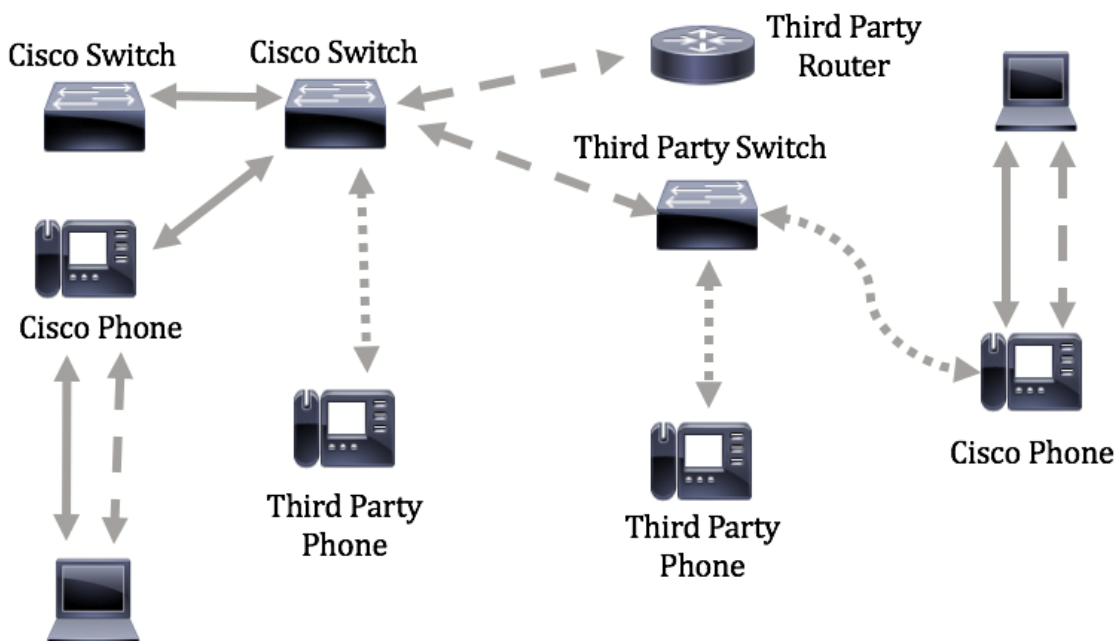 Cisco Switch
Cisco Switch
Third Party
Router
Third Party Switch
Cisco Phone
Third Party
Phone
Third Party
Phone
Cisco Phone